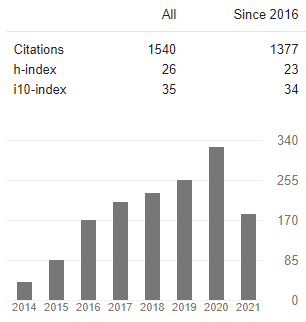 All Since 2016
Citations 1540 1377
h-index 26 23
i10-index 35 34
340
255
170
85
0
2014 2015 2016 2017 2018 2019 2020 2021